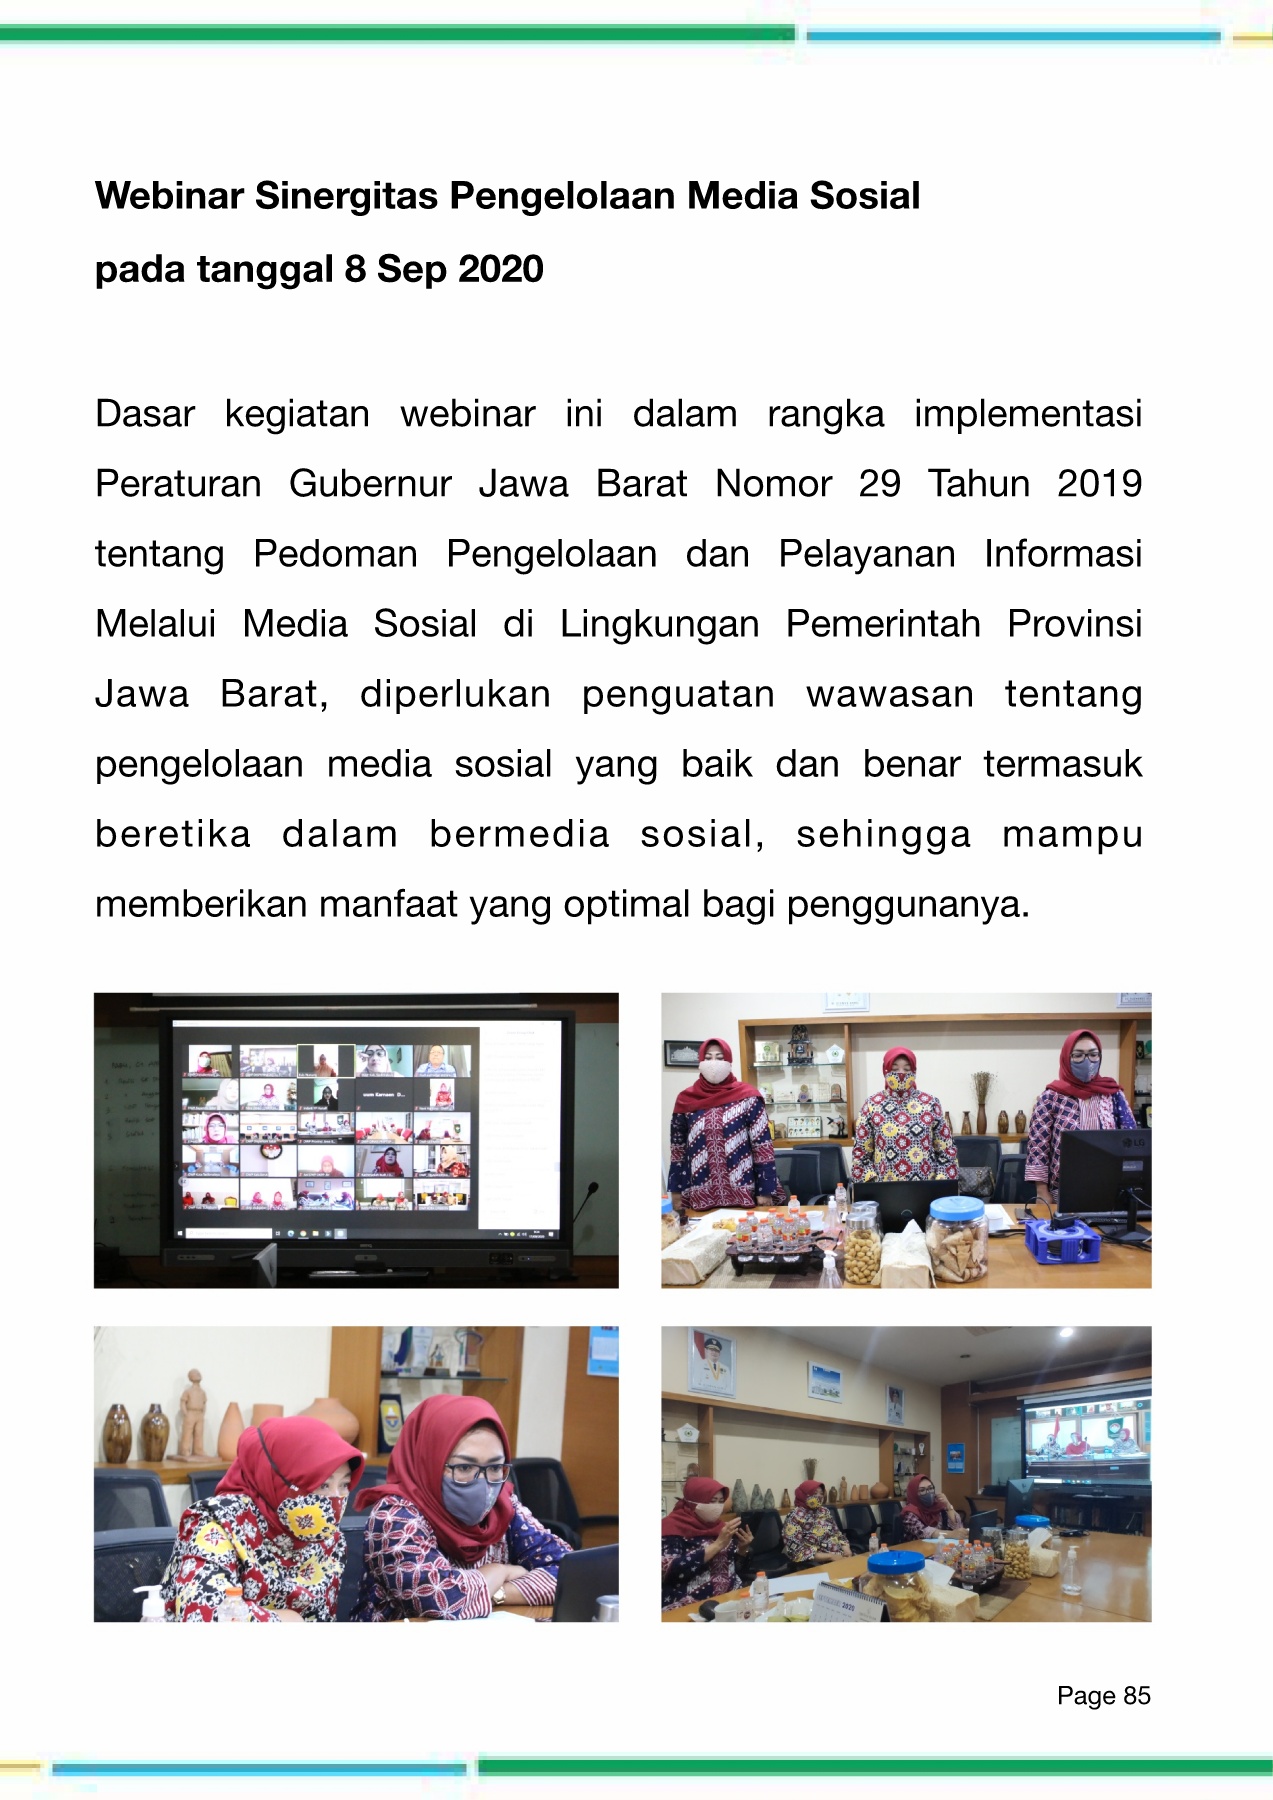 Webinar Sinergitas Pengelolaan Media Sosial
pada tanggal 8 Sep 2020
Dasar kegiatan webinar ini dalam rangka implementasi
Peraturan Gubernur Jawa Barat Nomor 29 Tahun 2019
tentang Pedoman Pengelolaan dan Pelayanan Informasi
Melalui Media Sosial di Lingkungan Pemerintah Provinsi
Jawa Barat, diperlukan penguatan wawasan tentang
pengelolaan media sosial yang baik dan benar termasuk
beretika dalam bermedia sosial, sehingga mampu
memberikan manfaat yang optimal bagi penggunanya.
LG
2020
Page 85